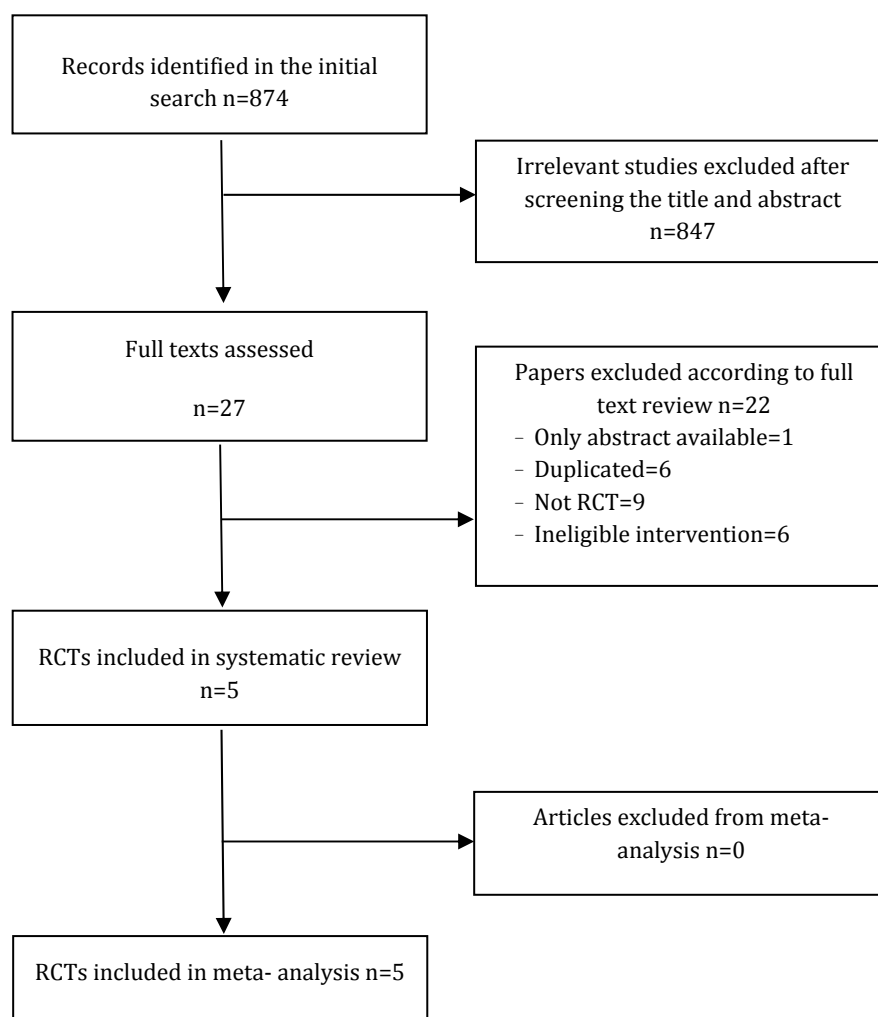 Records identified in the initial
search n=874
Irrelevant studies excluded after
screening the title and abstract
n=847
Full texts assessed
n=27
Papers excluded according to full
text review n=22
- Only abstract available=1
- Duplicated=6
- Not RCT=9
- Ineligible intervention=6
RCTs included in systematic review
n=5
Articles excluded from meta-
analysis n=0
RCTs included in meta- analysis n=5